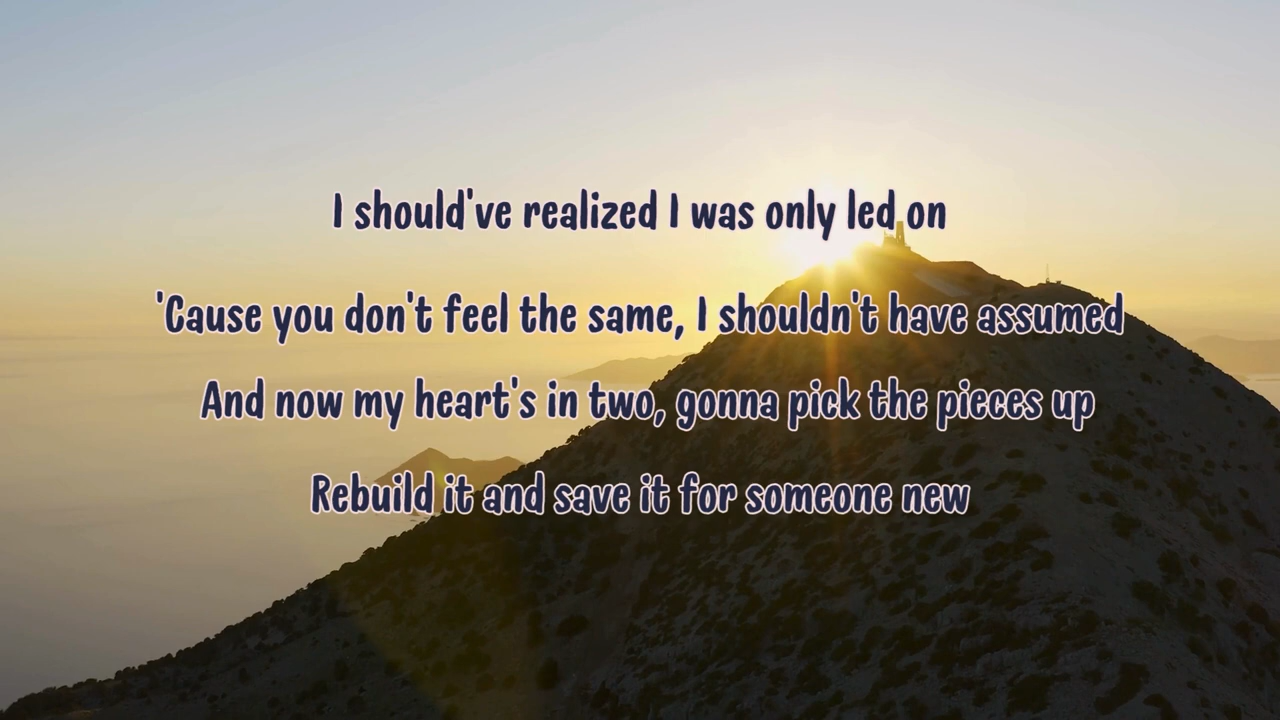 I should've realized I was only led on
'Cause you don't feel the same, I shouldn't have assumed
And now my heart's in two, gonna pick the pieces up
Rebuild it and save it for someone new